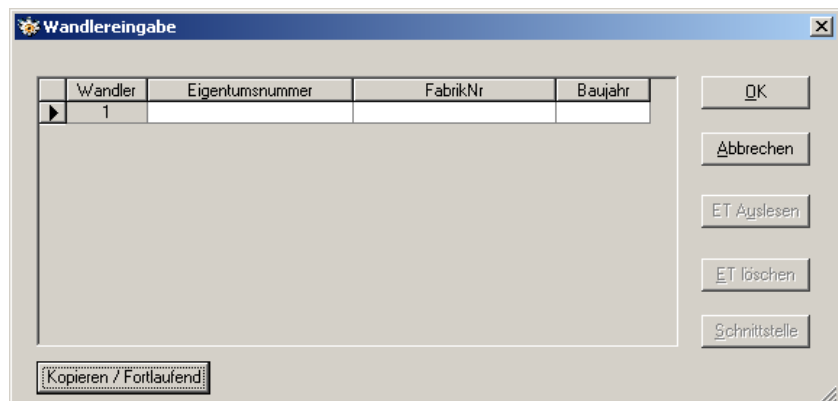 Wandlereingabe
Wandler Eigentumsnummer FabrikNr Baujahr
1
OK
Abbrechen
ET Auslesen
ET löschen
Schnittstelle
Kopieren / Fortlaufend